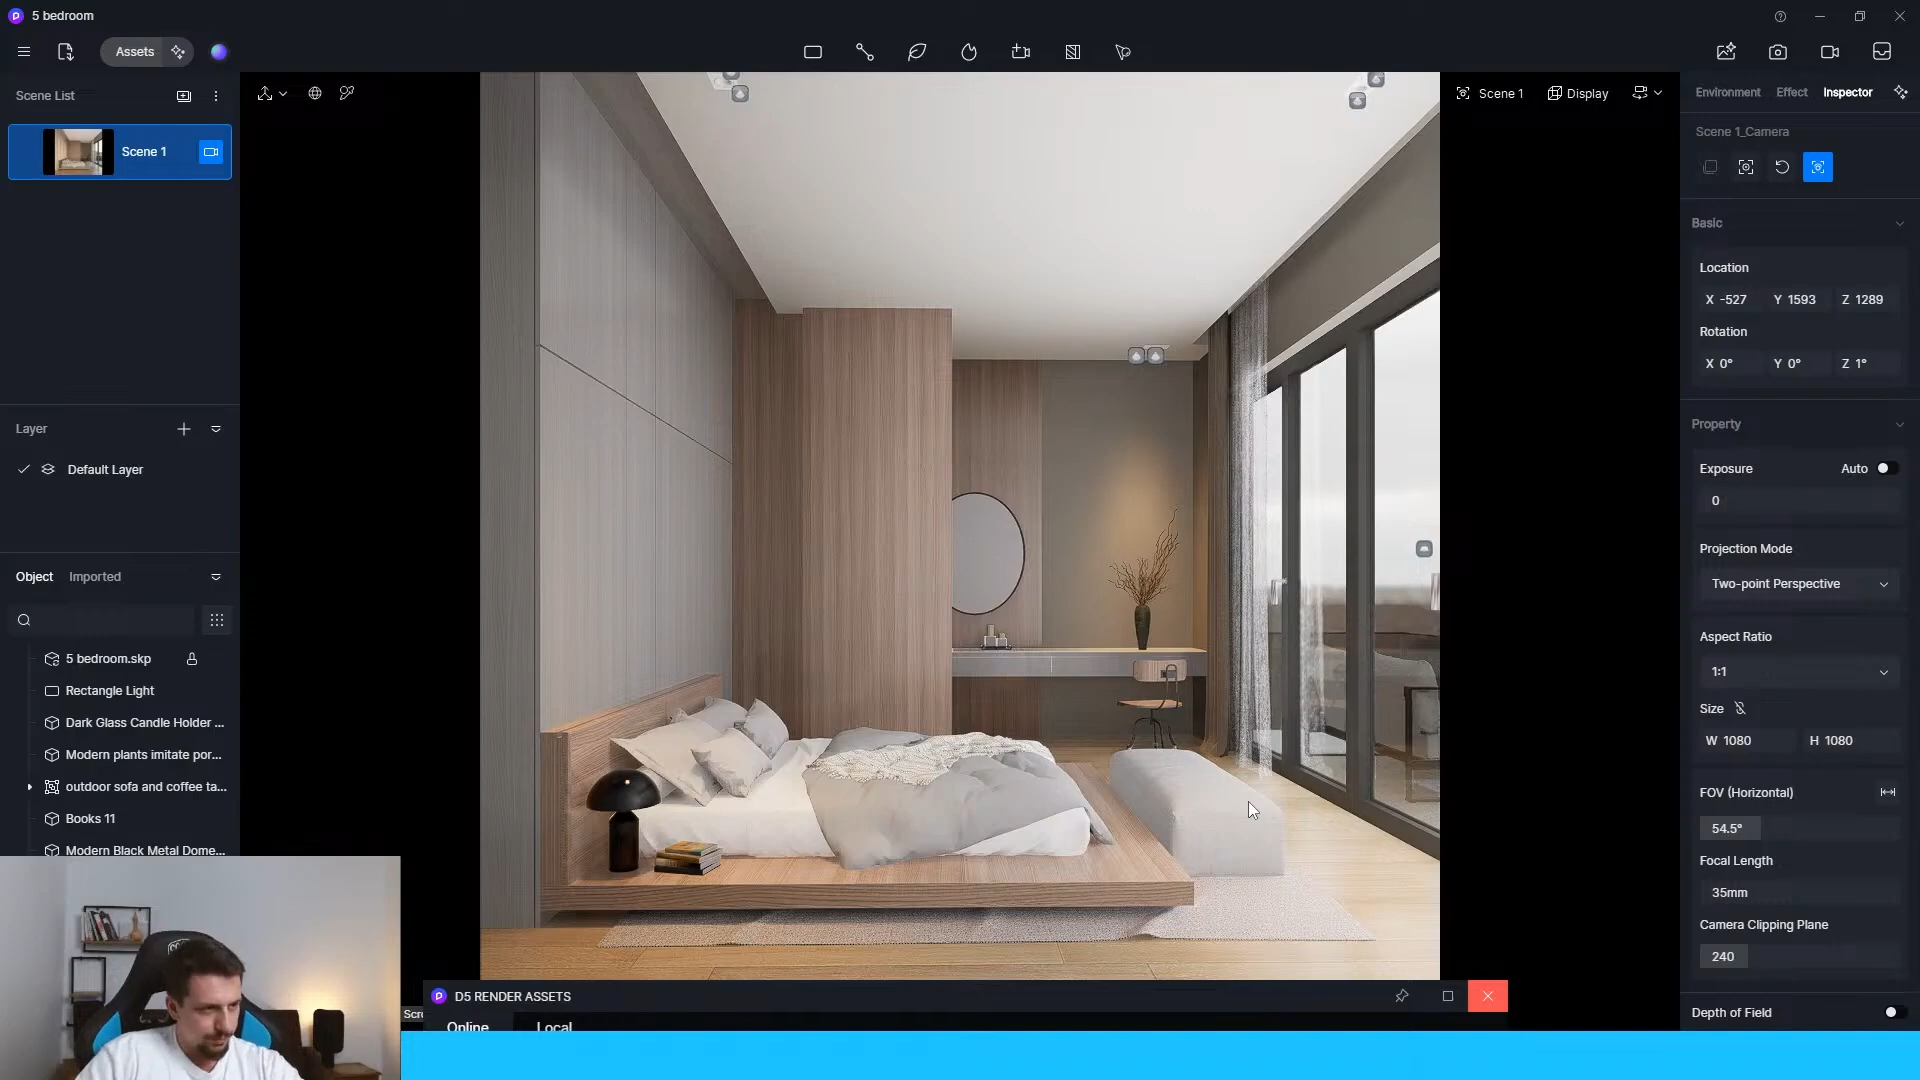 5 bedroom
Assets
Scene List
Scene 1
Scene 1
Display
Environment
Effect
Inspector
Scene 1_Camera
Basic
Location
X -527
Y 1593
Z 1289
Rotation
X 0°
Y 0°
Z 1°
Layer
Default Layer
Property
Exposure
Auto
0
Projection Mode
Two-point Perspective
Object
Imported
5 bedroom.skp
Rectangle Light
Dark Glass Candle Holder ...
Modern plants imitate por...
outdoor sofa and coffee ta...
Books 11
Modern Black Metal Dome...
Aspect Ratio
1:1
Size
W 1080
H 1080
FOV (Horizontal)
54.5°
Focal Length
35mm
Camera Clipping Plane
240
Depth of Field
Scre
D5 RENDER ASSETS
Online
Local